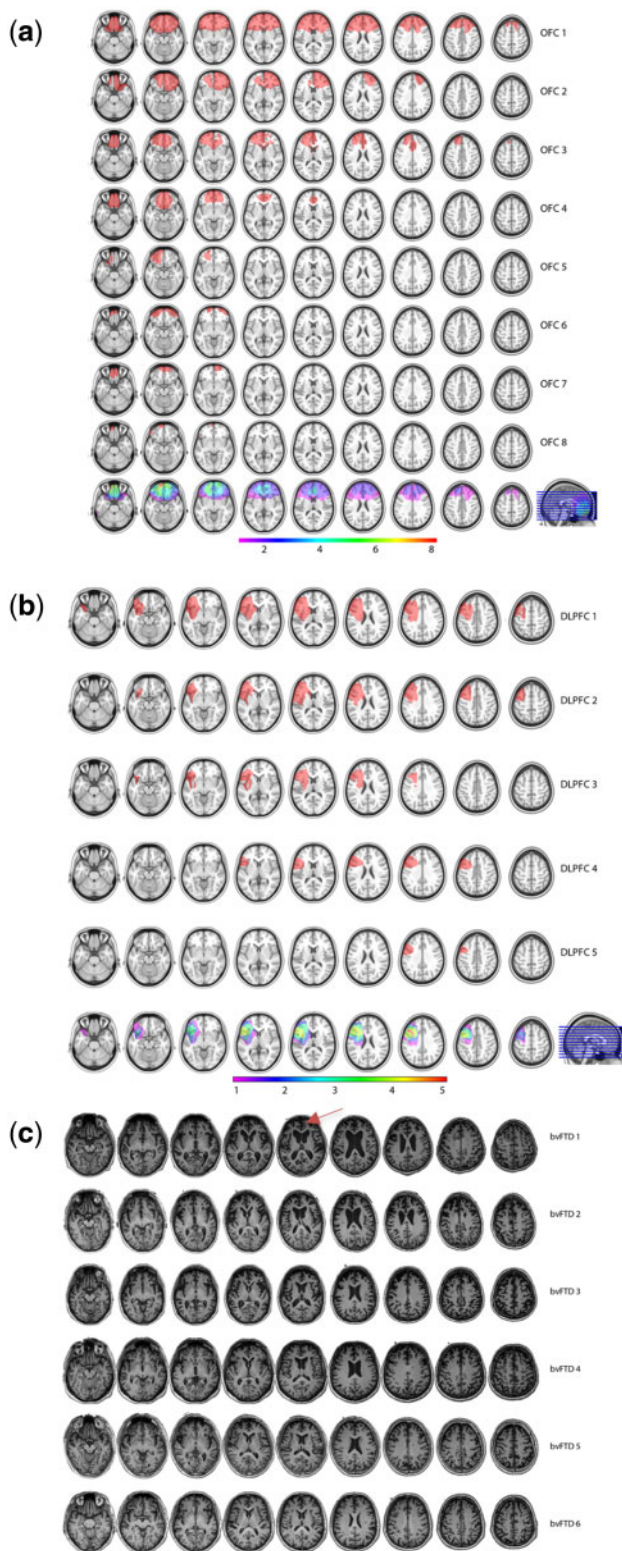 (a)
OFC 1
OFC 2
OFC 3
OFC 4
OFC 5
OFC 6
OFC 7
OFC 8
2 4 6 8
(b)
DLPFC 1
DLPFC 2
DLPFC 3
DLPFC 4
DLPFC 5
1 2 3 4 5
(c)
bvFTD 1
bvFTD 2
bvFTD 3
bvFTD 4
bvFTD 5
bvFTD 6